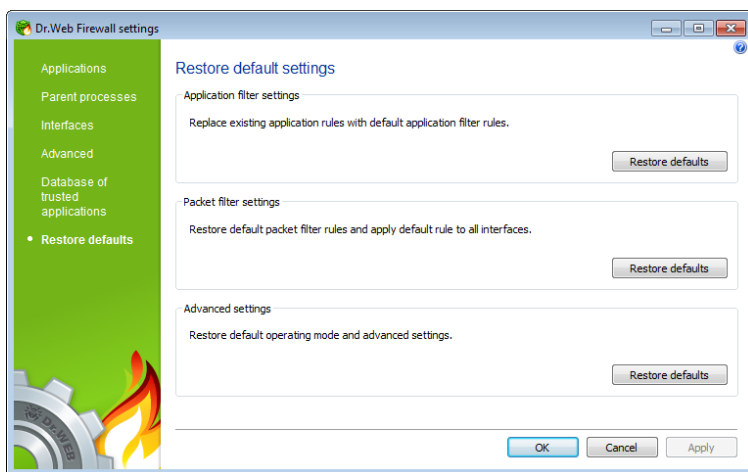 Dr.Web Firewall settings
Applications
Parent processes
Interfaces
Advanced
Database of
trusted
applications
Restore defaults
Restore default settings
Application filter settings
Replace existing application rules with default application filter rules.
Restore defaults
Packet filter settings
Restore default packet filter rules and apply default rule to all interfaces.
Restore defaults
Advanced settings
Restore default operating mode and advanced settings.
Restore defaults
Dr.WEB
OK
Cancel
Apply